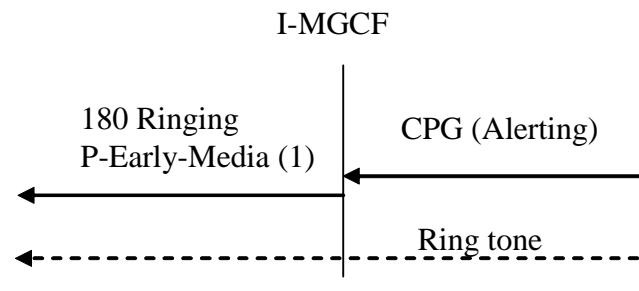 I-MGCF
180 Ringing
P-Early-Media (1)
CPG (Alerting)
Ring tone